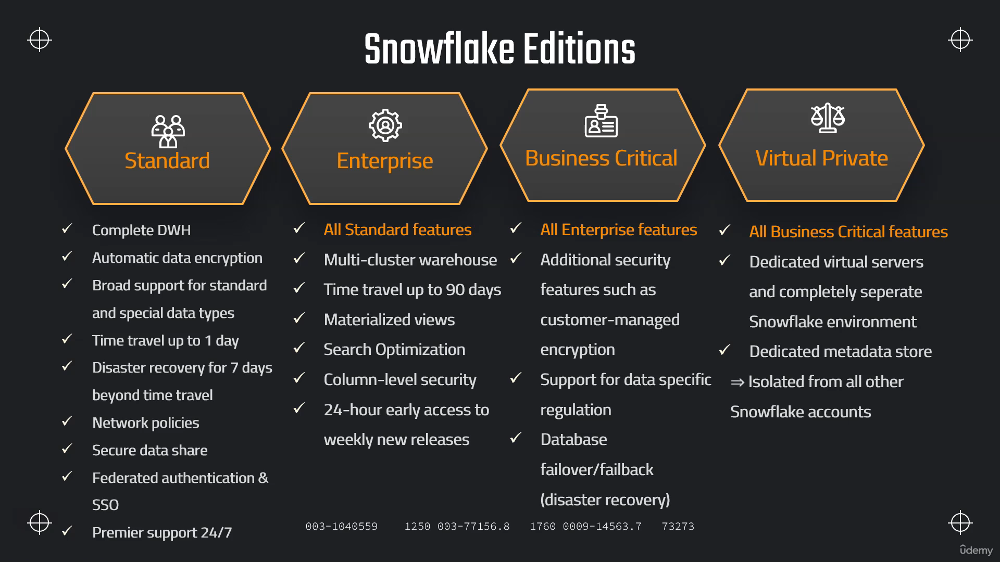 Snowflake Editions
Standard
Complete DWH
Automatic data encryption
Broad support for standard
and special data types
Time travel up to 1 day
Disaster recovery for 7 days
beyond time travel
Network policies
Secure data share
Federated authentication &
SSO
Premier support 24/7
Enterprise
All Standard features
Multi-cluster warehouse
Time travel up to 90 days
Materialized views
Search Optimization
Column-level security
24-hour early access to
weekly new releases
Business Critical
All Enterprise features
Additional security
features such as
customer-managed
encryption
Support for data specific
regulation
Database
failover/failback
(disaster recovery)
Virtual Private
All Business Critical features
Dedicated virtual servers
and completely seperate
Snowflake environment
Dedicated metadata store
⇒ Isolated from all other
Snowflake accounts
003-1040559 1250 003-77156.8 1760 0009-14563.7 73273
ûdemy